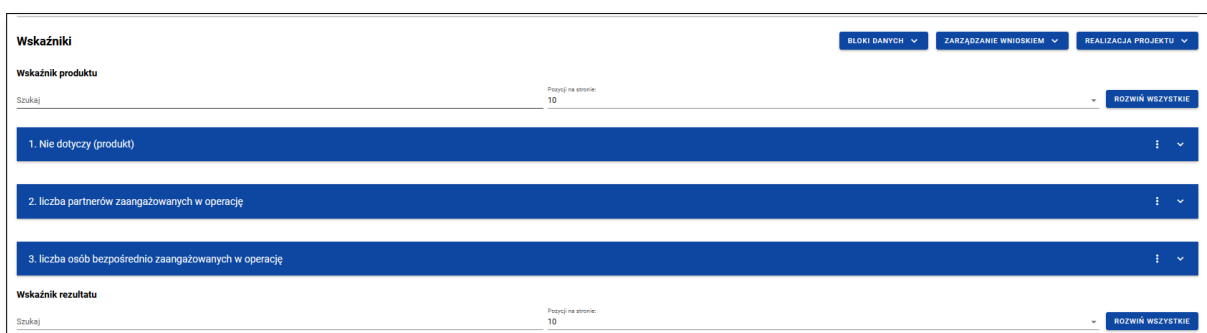 Wskaźniki
BLOKI DANYCH
ZARZĄDZANIE WNIOSKIEM
REALIZACJA PROJEKTU
Wskaźnik produktu
Szukaj
Pozycji na stronie:
10
ROZWIŃ WSZYSTKIE
1. Nie dotyczy (produkt)
2. liczba partnerów zaangażowanych w operację
3. liczba osób bezpośrednio zaangażowanych w operację
Wskaźnik rezultatu
Szukaj
Pozycji na stronie:
10
ROZWIŃ WSZYSTKIE